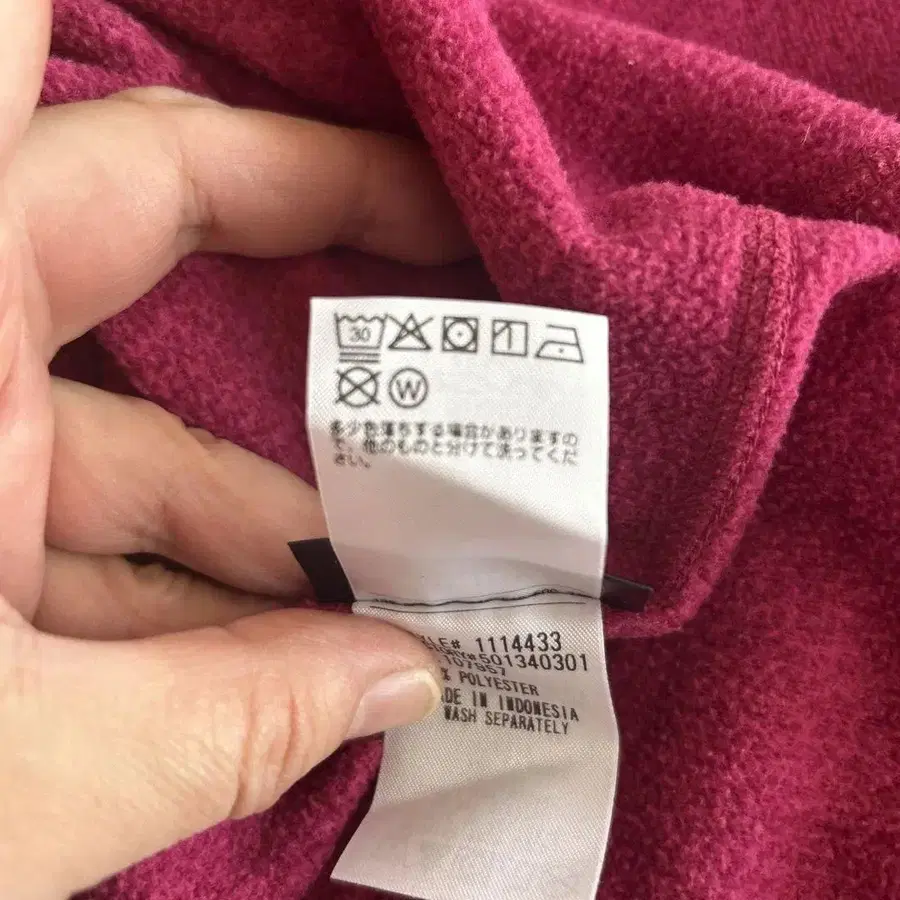 30
1
W
多少色落ちする場合がありますの
で、他のものと分けて洗ってくだ
さい。
1114433
501340301
107957
% POLYESTER
IN INDONESIA
WASH SEPARATELY